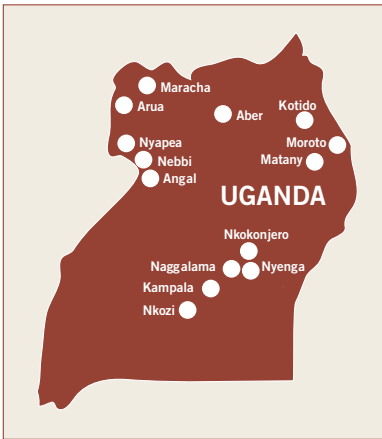 Maracha
Arua
Aber
Kotido
Nyapea
Moroto
Nebbi
Matany
Angal
UGANDA
Nkokonjero
Naggalama
Nyenga
Kampala
Nkozi